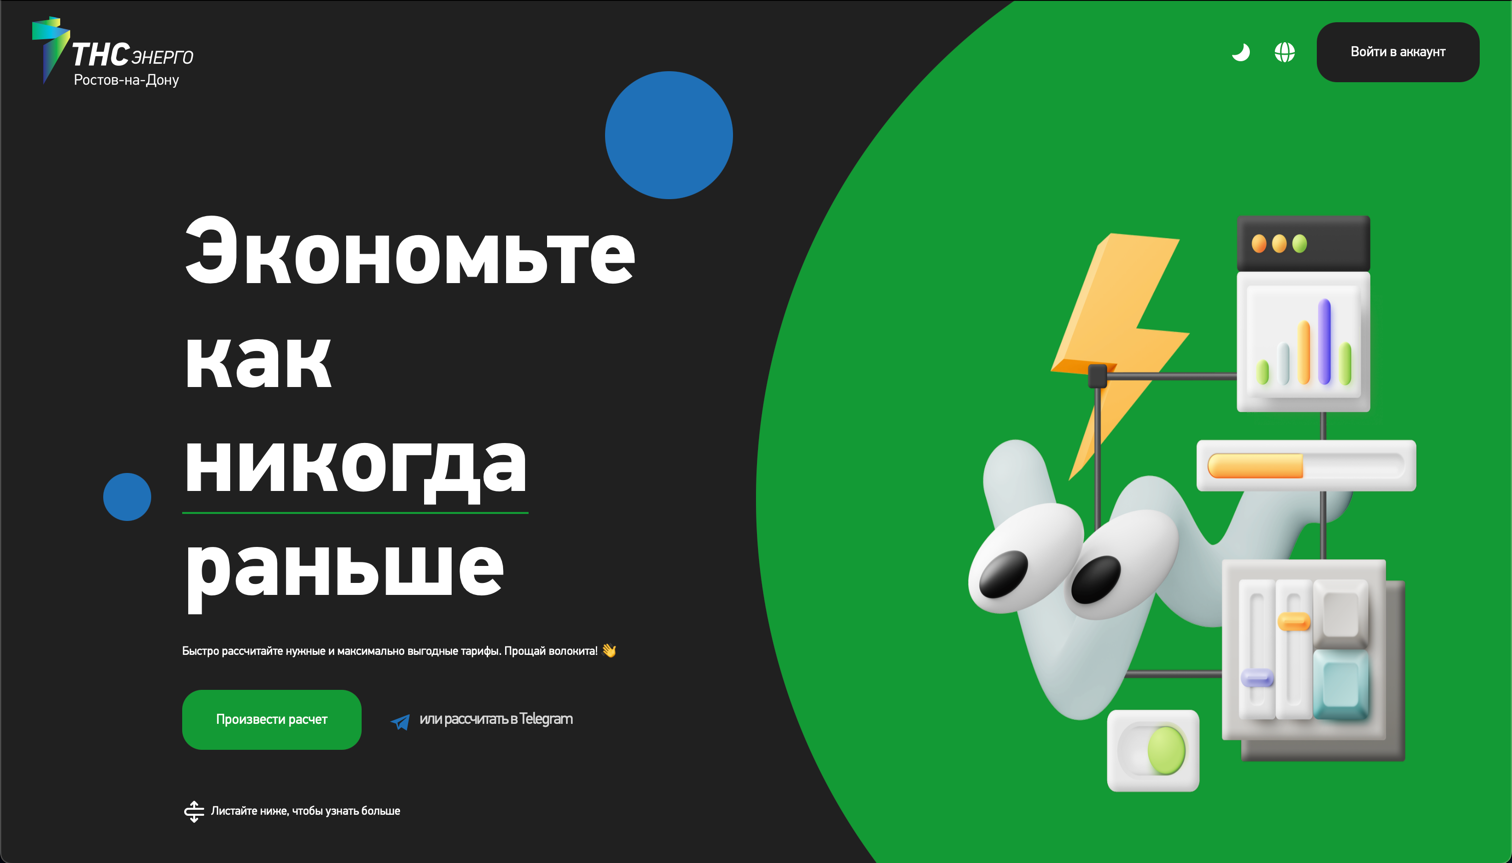 ТНС ЭНЕРГО
Ростов-на-Дону
Войти в аккаунт
Экономьте
как
никогда
раньше
Быстро рассчитайте нужные и максимально выгодные тарифы. Прощай волокита! 👋
Произвести расчет
или рассчитать в Telegram
Листайте ниже, чтобы узнать больше